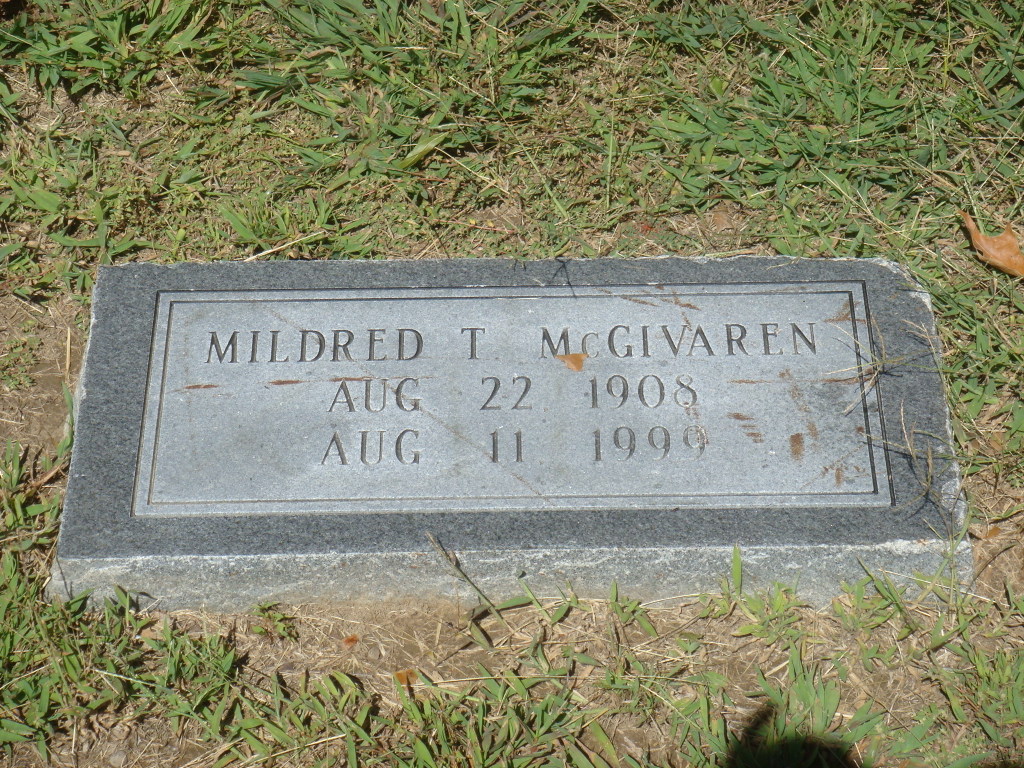 MILDRED T. McGIVAREN
AUG 22 1908
AUG 11 1999